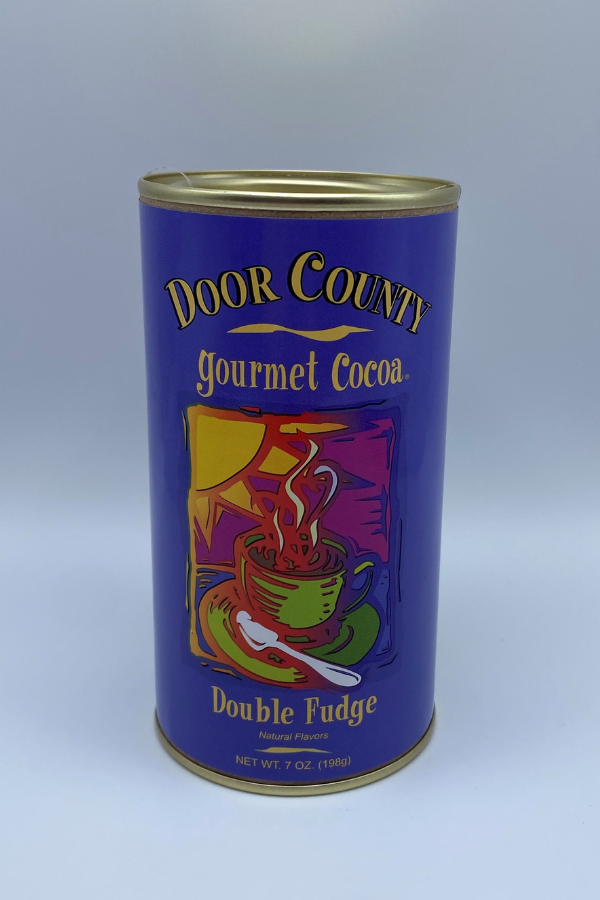 DOOR COUNTY
gourmet Cocoa®
Double Fudge
Natural Flavors
NET WT. 7 OZ. (198g)